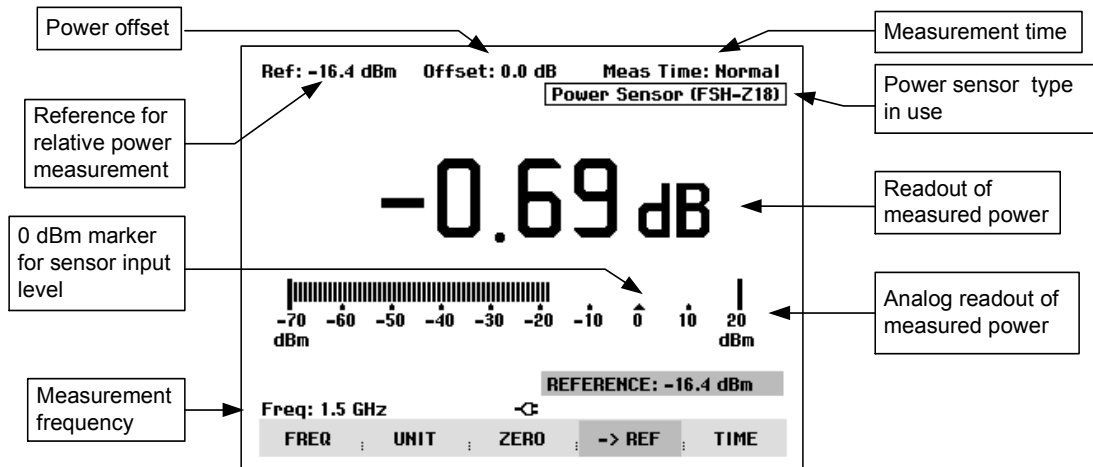 Power offset
Measurement time
Ref: -16.4 dBm Offset: 0.0 dB Meas Time: Normal
Power Sensor (FSH-Z18)
Power sensor type
in use
Reference for
relative power
measurement
-0.69 dB
Readout of
measured power
0 dBm marker
for sensor input
level
-70 -60 -50 -40 -30 -20 -10 0 10 20
dBm dBm
Analog readout of
measured power
REFERENCE: -16.4 dBm
Measurement
frequency
Freq: 1.5 GHz
FREQ UNIT ZERO -> REF TIME